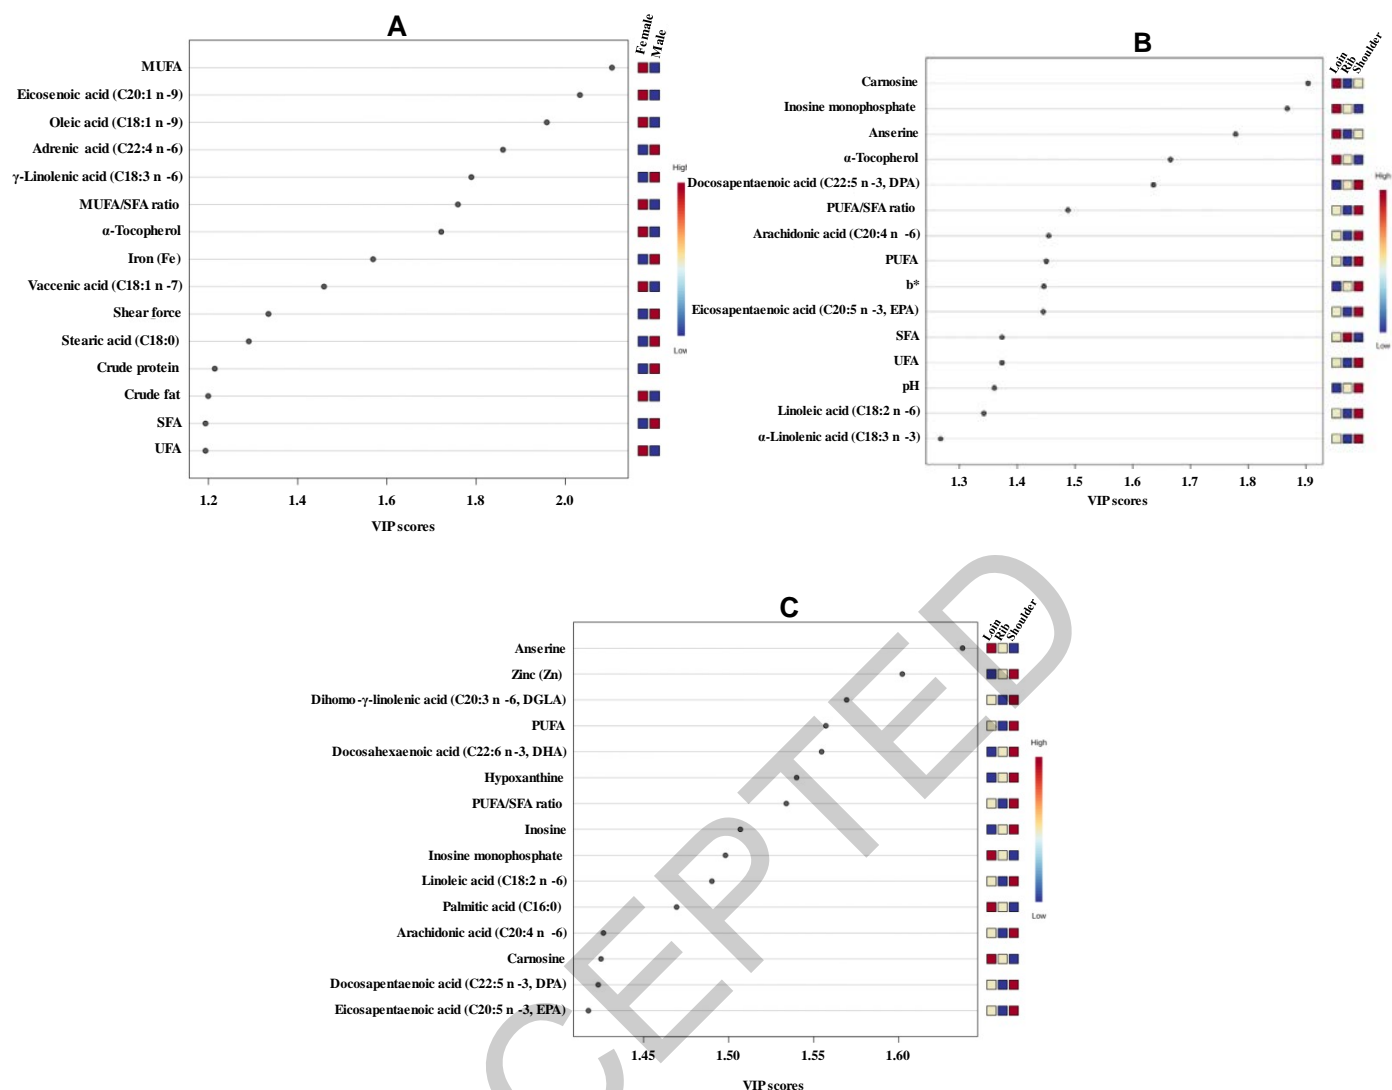 A
Female
Male
MUFA
Eicosenoic acid (C20:1 n -9)
Oleic acid (C18:1 n -9)
Adrenic acid (C22:4 n -6)
γ-Linolenic acid (C18:3 n -6)
MUFA/SFA ratio
α-Tocopherol
Iron (Fe)
Vaccenic acid (C18:1 n -7)
Shear force
Stearic acid (C18:0)
Crude protein
Crude fat
SFA
UFA
High
Low
1.2 1.4 1.6 1.8 2.0
VIP scores
B
Loin
Rib
Shoulder
Carnosine
Inosine monophosphate
Anserine
α-Tocopherol
Docosapentaenoic acid (C22:5 n -3, DPA)
PUFA/SFA ratio
Arachidonic acid (C20:4 n -6)
PUFA
b*
Eicosapentaenoic acid (C20:5 n -3, EPA)
SFA
UFA
pH
Linoleic acid (C18:2 n -6)
α-Linolenic acid (C18:3 n -3)
High
Low
1.3 1.4 1.5 1.6 1.7 1.8 1.9
VIP scores
C
Loin
Rib
Shoulder
Anserine
Zinc (Zn)
Dihomo-γ-linolenic acid (C20:3 n -6, DGLA)
PUFA
Docosahexaenoic acid (C22:6 n -3, DHA)
Hypoxanthine
PUFA/SFA ratio
Inosine
Inosine monophosphate
Linoleic acid (C18:2 n -6)
Palmitic acid (C16:0)
Arachidonic acid (C20:4 n -6)
Carnosine
Docosapentaenoic acid (C22:5 n -3, DPA)
Eicosapentaenoic acid (C20:5 n -3, EPA)
High
Low
1.45 1.50 1.55 1.60
VIP scores
CEPTED